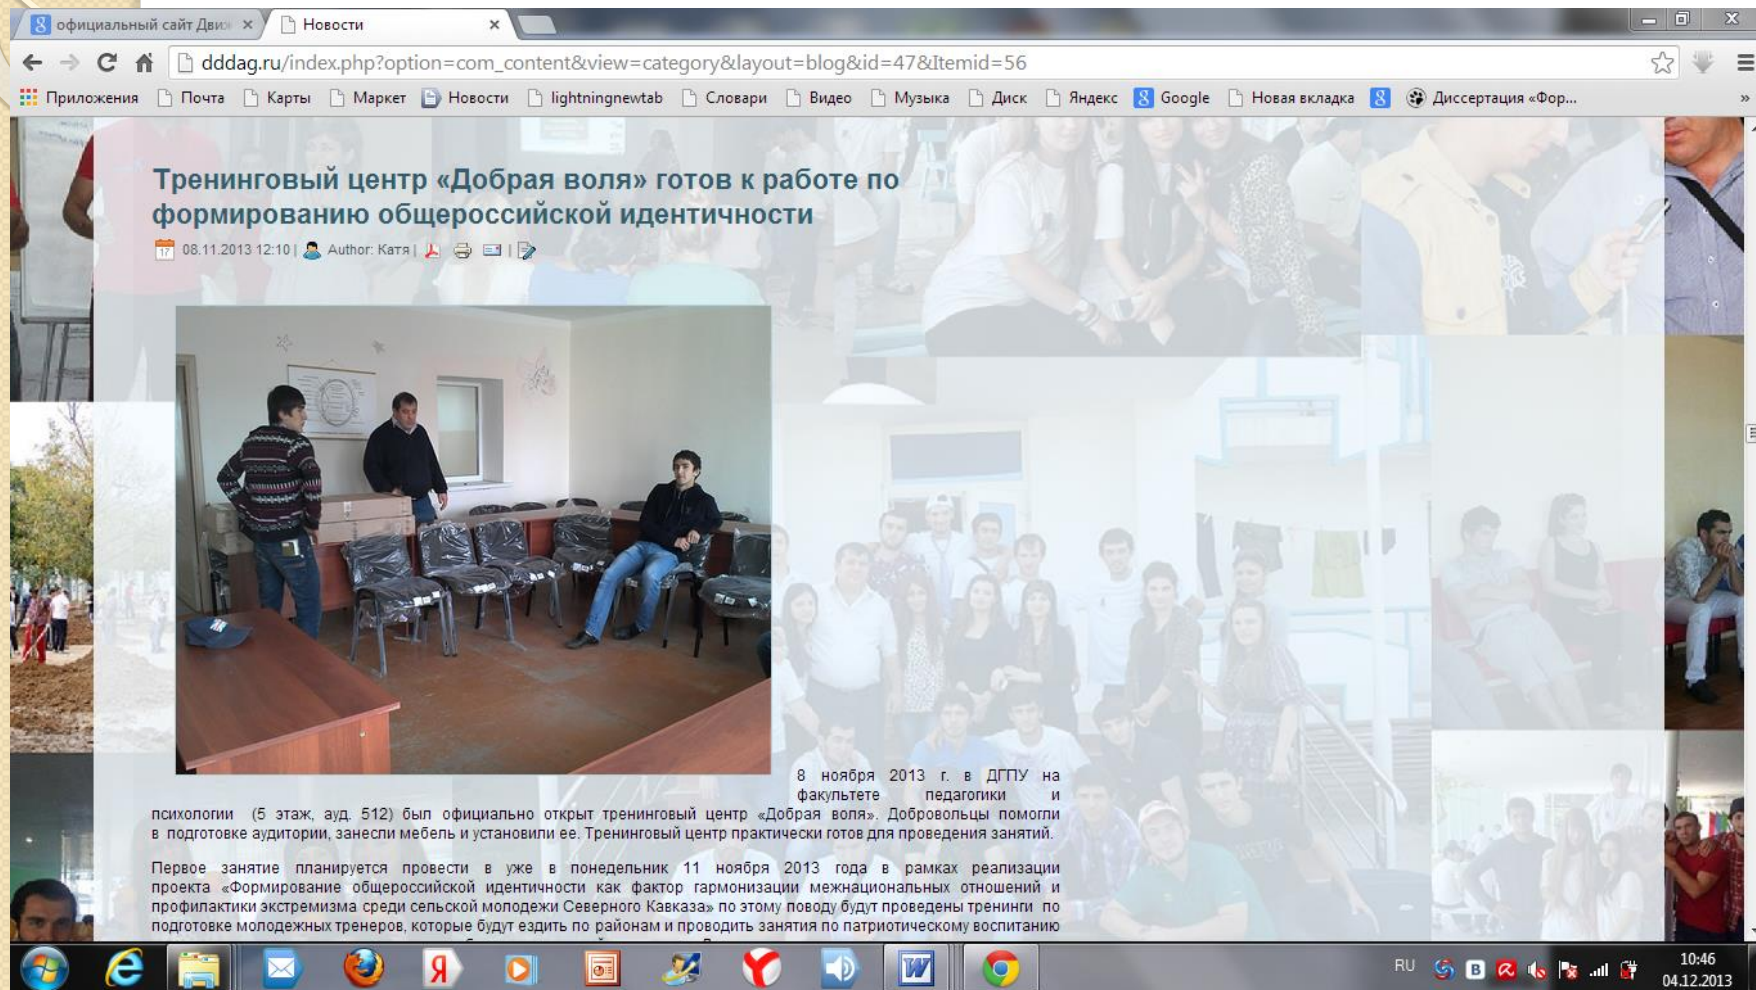 официальный сайт Движ
Новости
dddag.ru/index.php?option=com_content&view=category&layout=blog&id=47&Itemid=56
Приложения Почта Карты Маркет Новости lightningnewtab Словари Видео Музыка Диск Яндекс Google Новая вкладка Диссертация «Фор... »
Тренинговый центр «Добрая воля» готов к работе по
формированию общероссийской идентичности
17 08.11.2013 12:10 | Author: Катя | |
8 ноября 2013 г. в ДГПУ на
факультете педагогики и
психологии (5 этаж, ауд. 512) был официально открыт тренинговый центр «Добрая воля». Добровольцы помогли
в подготовке аудитории, занесли мебель и установили ее. Тренинговый центр практически готов для проведения занятий.
Первое занятие планируется провести в уже в понедельник 11 ноября 2013 года в рамках реализации
проекта «Формирование общероссийской идентичности как фактор гармонизации межнациональных отношений и
профилактики экстремизма среди сельской молодежи Северного Кавказа» по этому поводу будут проведены тренинги по
подготовке молодежных тренеров, которые будут ездить по районам и проводить занятия по патриотическому воспитанию
RU
10:46
04.12.2013